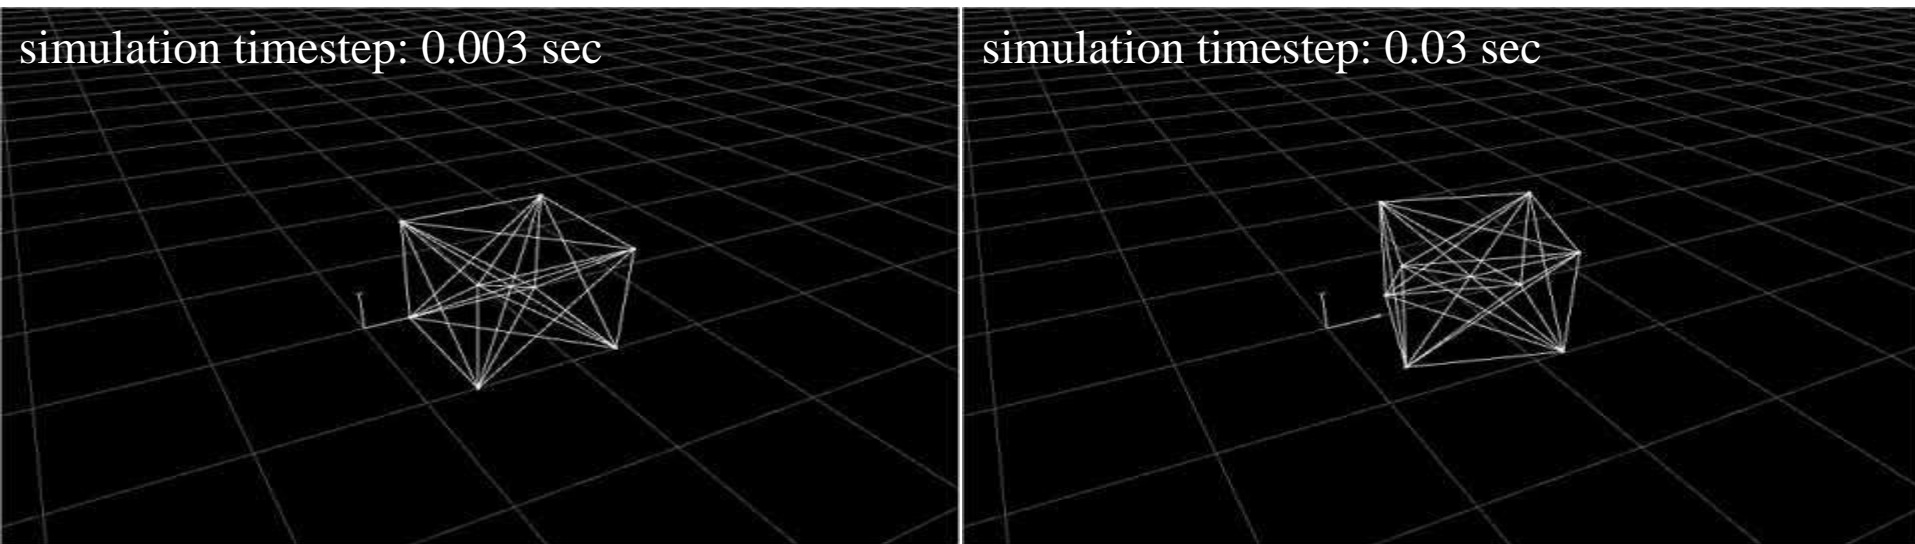 simulation timestep: 0.003 sec
simulation timestep: 0.03 sec